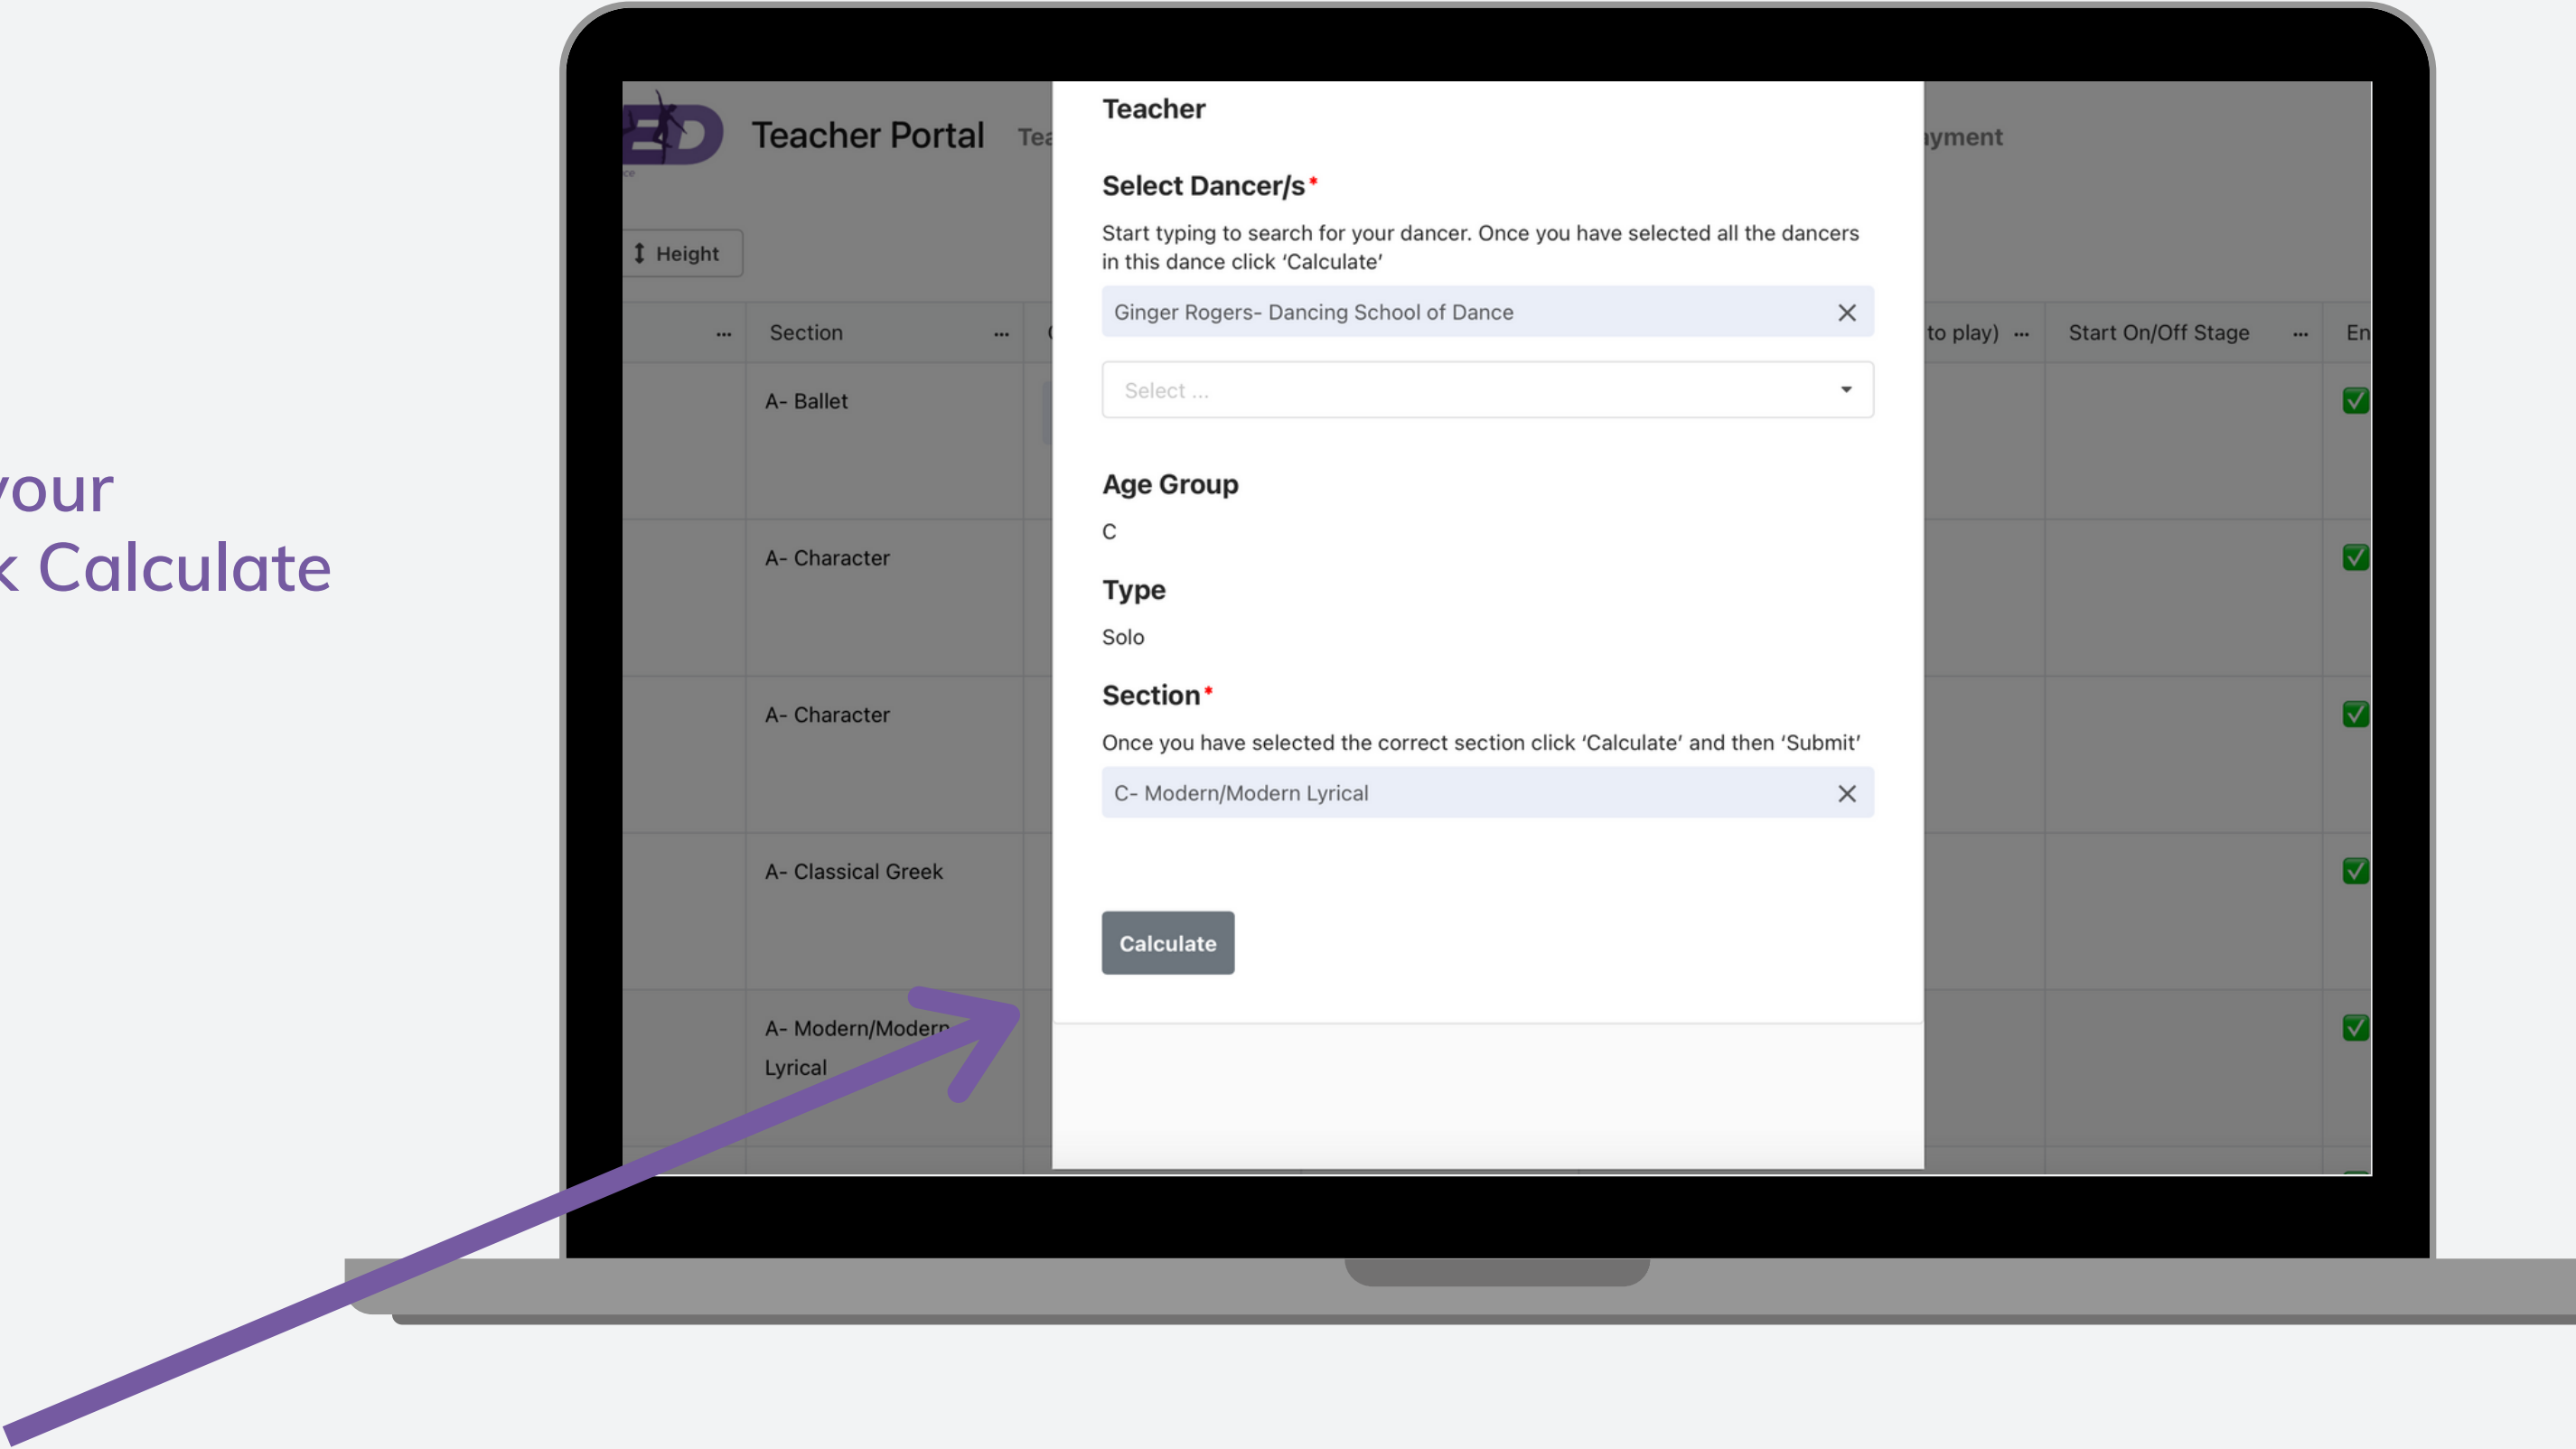 your
k Calculate
ED
ce
Teacher Portal
Tea
yment
Height
... Section ...
to play) ... Start On/Off Stage ... En
A- Ballet
A- Character
A- Character
A- Classical Greek
A- Modern/Modern
Lyrical
Teacher
Select Dancer/s*
Start typing to search for your dancer. Once you have selected all the dancers
in this dance click ‘Calculate’
Ginger Rogers- Dancing School of Dance
Select ...
Age Group
C
Type
Solo
Section*
Once you have selected the correct section click ‘Calculate’ and then ‘Submit’
C- Modern/Modern Lyrical
Calculate